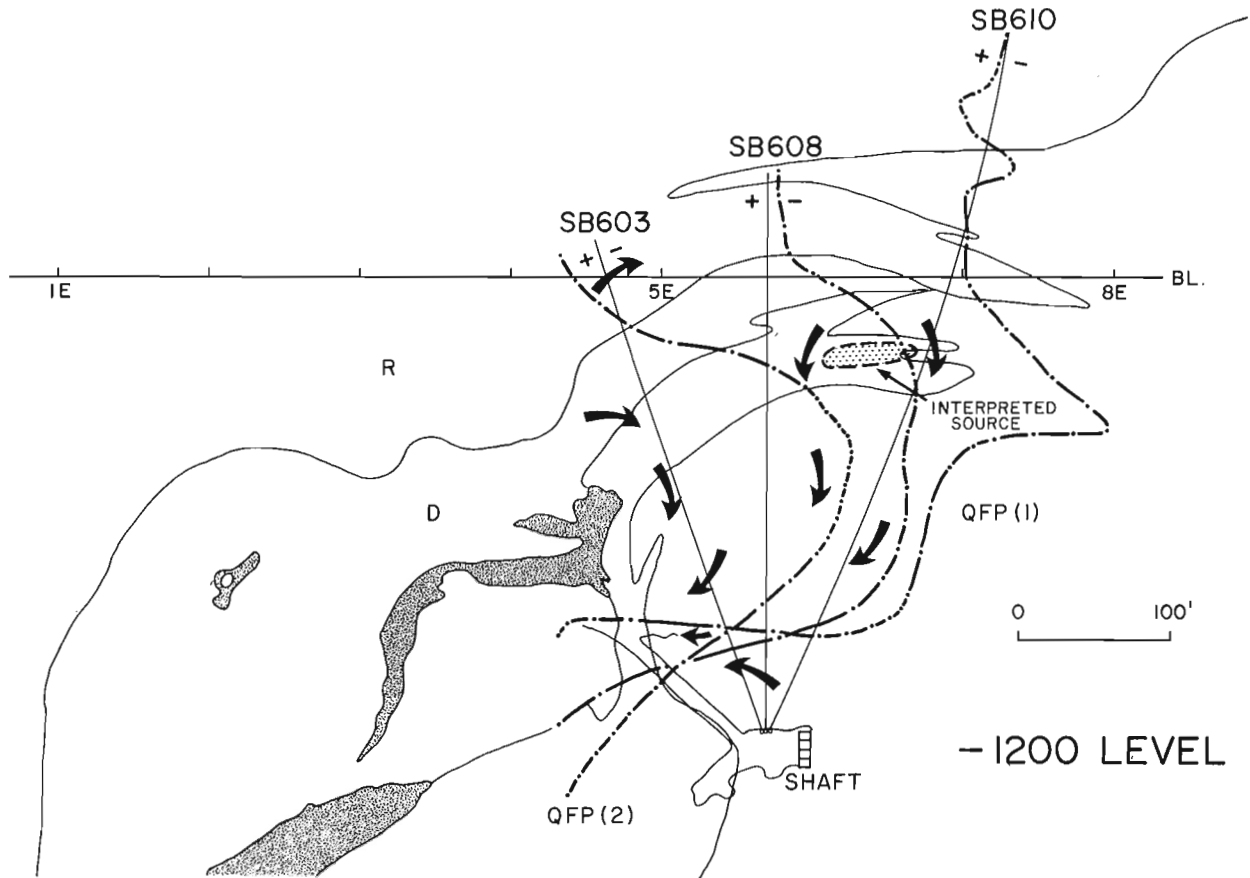 SB610
+ -
SB608
+ -
SB603
+ -
1E
5E
8E
BL.
R
INTERPRETED
SOURCE
D
QFP (1)
0 100'
-1200 LEVEL
SHAFT
QFP (2)